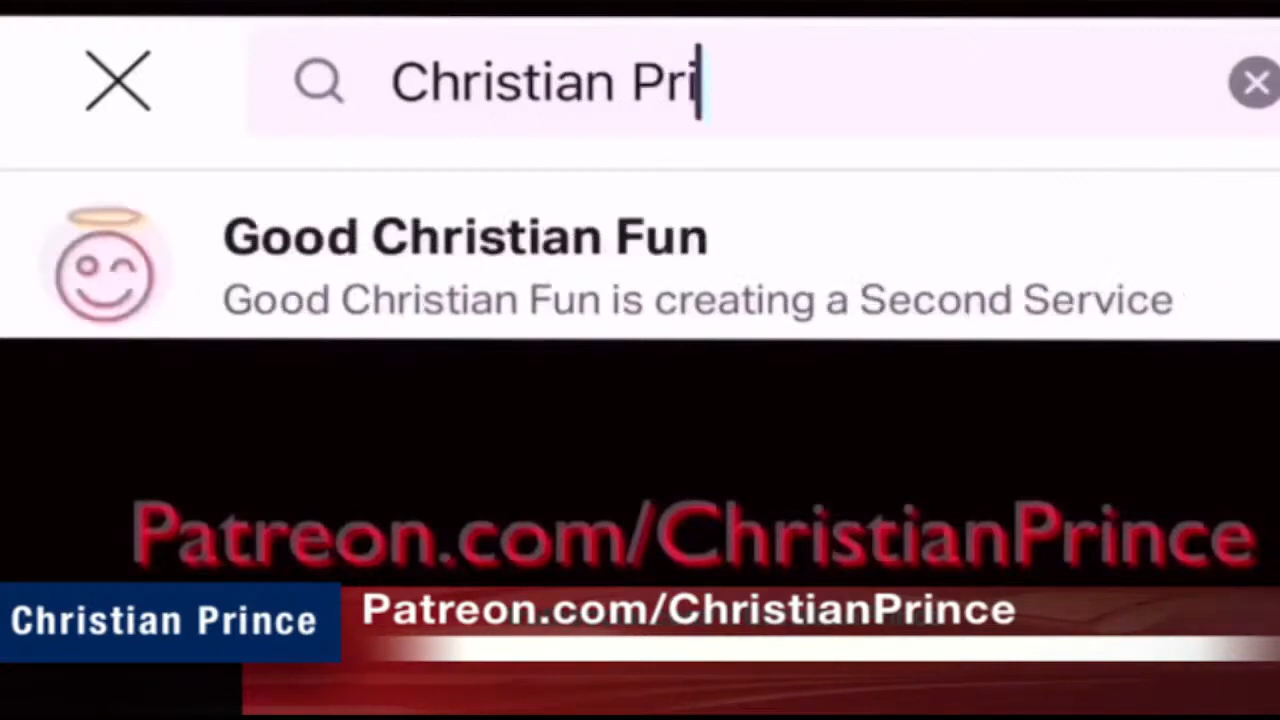 Christian Pri
Good Christian Fun
Good Christian Fun is creating a Second Service
Patreon.com/ChristianPrince
Christian Prince
Patreon.com/ChristianPrince